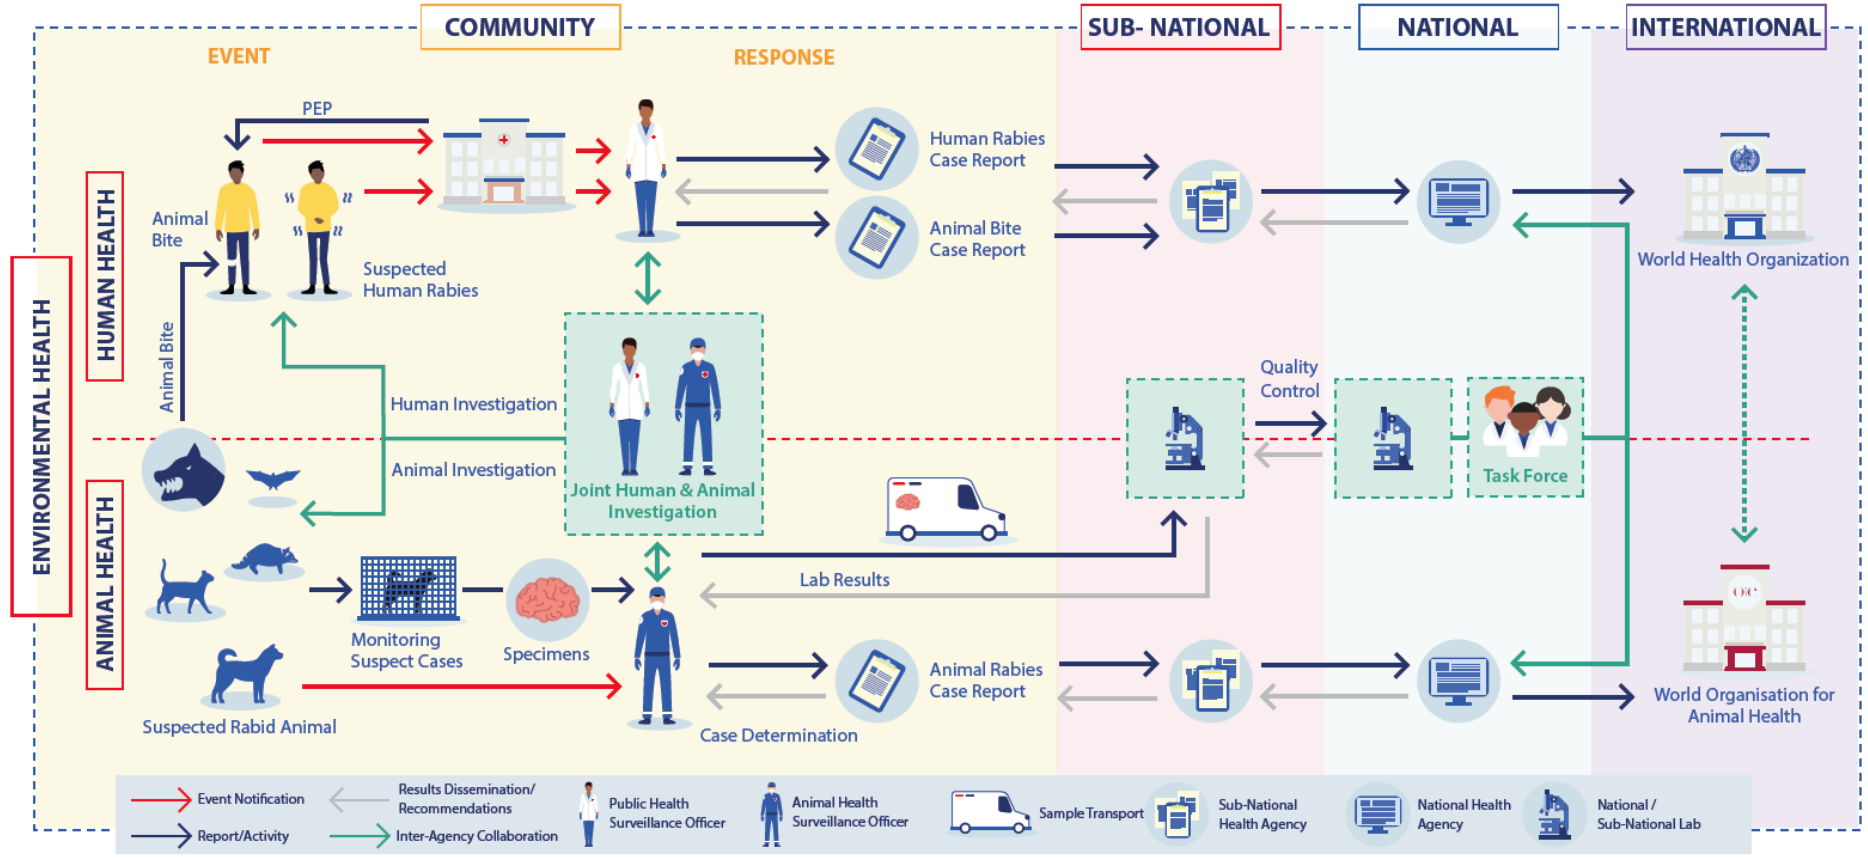 COMMUNITY
SUB- NATIONAL
NATIONAL
INTERNATIONAL
EVENT
RESPONSE
ENVIRONMENTAL HEALTH
HUMAN HEALTH
ANIMAL HEALTH
PEP
Animal
Bite
Suspected
Human Rabies
Animal Bite
Human Rabies
Case Report
Animal Bite
Case Report
World Health Organization
Human Investigation
Animal Investigation
Joint Human & Animal
Investigation
Quality
Control
Task Force
Lab Results
Monitoring
Suspect Cases
Specimens
Suspected Rabid Animal
Animal Rabies
Case Report
Case Determination
OIE
World Organisation for
Animal Health
Event Notification
Report/Activity
Results Dissemination/
Recommendations
Inter-Agency Collaboration
Public Health
Surveillance Officer
Animal Health
Surveillance Officer
Sample Transport
Sub-National
Health Agency
National Health
Agency
National /
Sub-National Lab